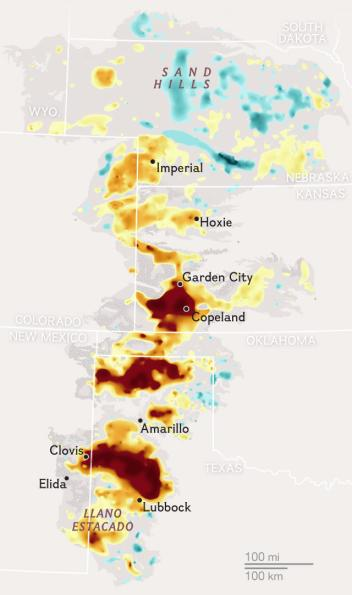 SOUTH
DAKOTA
SAND
HILLS
WYO.
Imperial
NEBRASKA
KANSAS
Hoxie
Garden City
Copeland
COLORADO
NEW MEXICO
OKLAHOMA
Amarillo
TEXAS
Clovis
Elida
Lubbock
LLANO
ESTACADO
100 mi
100 km